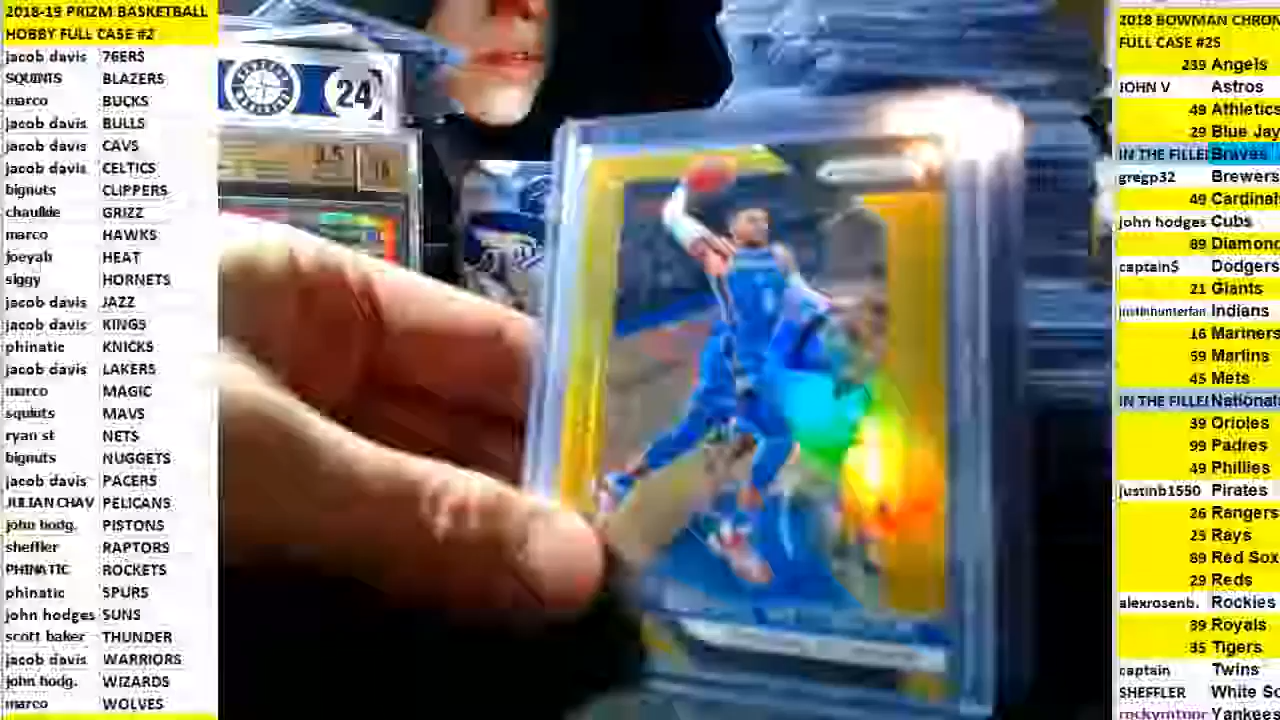 2018-19 PRIZM BASKETBALL
HOBBY FULL CASE #2
jacob davis 76ERS
SQUINTS BLAZERS
marco BUCKS
jacob davis BULLS
jacob davis CAVS
jacob davis CELTICS
bignuts CLIPPERS
GRIZZ
marco HAWKS
joeyah HEAT
siggy HORNETS
jacob davis JAZZ
jacob davis KINGS
phinatic KNICKS
jacob davis LAKERS
marco MAGIC
squints MAVS
ryan st NETS
bignuts NUGGETS
jacob davis PACERS
JULIAN CHAV PELICANS
john hodg. PISTONS
sheffler RAPTORS
PHINATIC ROCKETS
phinatic SPURS
john hodges SUNS
scott baker THUNDER
jacob davis WARRIORS
john hodg. WIZARDS
marco WOLVES
24
2018 BOWMAN CHROM
FULL CASE #25
239 Angels
JOHN V Astros
49 Athletics
29 Blue Jay
IN THE FILLE Braves
gregp32 Brewers
49 Cardinal
john hodges Cubs
89 Diamond
captain$ Dodgers
21 Giants
Indians
16 Mariners
59 Marlins
45 Mets
IN THE FILLE National
39 Orioles
99 Padres
49 Phillies
justinb1550 Pirates
26 Rangers
25 Rays
89 Red Sox
29 Reds
alexrosenb. Rockies
39 Royals
35 Tigers
captain Twins
SHEFFLER White So
Yankees